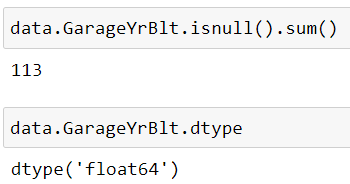 data.GarageYrBlt.isnull().sum()
113
data.GarageYrBlt.dtype
dtype('float64')